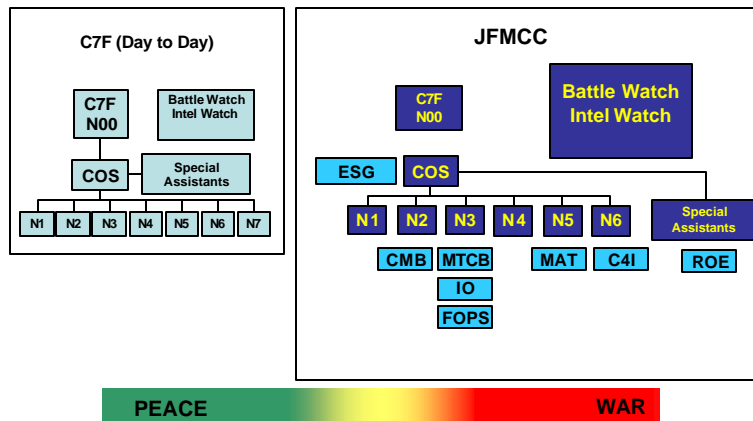 C7F (Day to Day)
C7F
N00
Battle Watch
Intel Watch
COS
Special
Assistants
N1 N2 N3 N4 N5 N6 N7
JFMCC
C7F
N00
Battle Watch
Intel Watch
ESG COS
N1 N2 N3 N4 N5 N6
Special
Assistants
CMB MTCB MAT C4I ROE
IO
FOPS
PEACE WAR